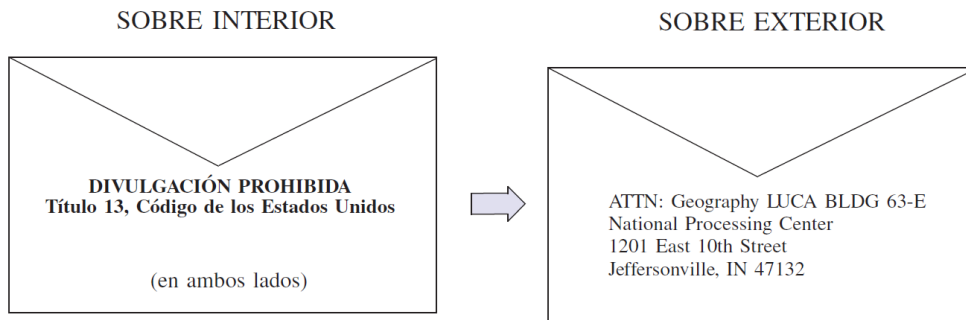 SOBRE INTERIOR
DIVULGACIÓN PROHIBIDA
Título 13, Código de los Estados Unidos
(en ambos lados)
SOBRE EXTERIOR
ATTN: Geography LUCA BLDG 63-E
National Processing Center
1201 East 10th Street
Jeffersonville, IN 47132